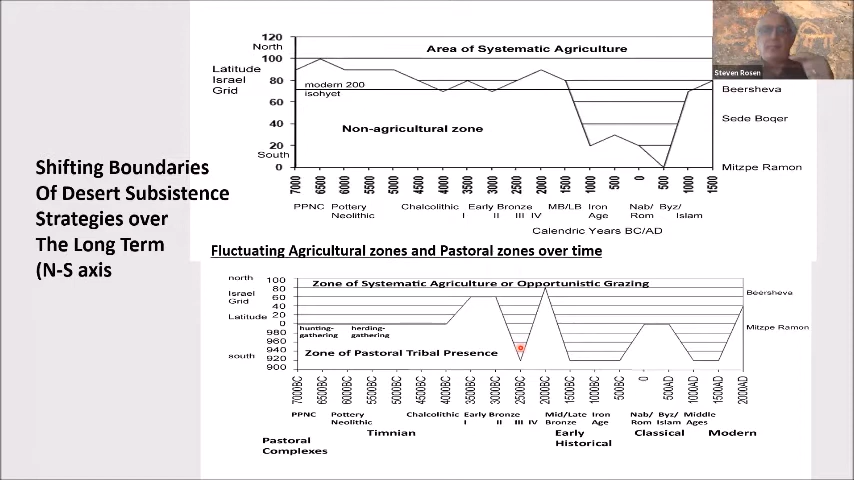 Shifting Boundaries
Of Desert Subsistence
Strategies over
The Long Term
(N-S axis
120
North
100
Latitude
Israel
Grid
80
60
40
20
South
0
Area of Systematic Agriculture
modern 200
isohyet
Non-agricultural zone
Beersheva
Sede Boqer
Mitzpe Ramon
7000 6500 6000 5500 5000 4500 4000 3500 3000 2500 2000 1500 1000 500 0 500 1000 1500
PPNC Pottery Chalcolithic Early Bronze MB/LB Iron Nab/ Byz/
Neolithic I II III IV Age Rom Islam
Calendric Years BC/AD
Steven Rosen
Fluctuating Agricultural zones and Pastoral zones over time
north
Israel
Grid
Latitude
south
100
80
60
40
20
0
980
960
940
920
900
Zone of Systematic Agriculture or Opportunistic Grazing
hunting- herding-
gathering gathering
Zone of Pastoral Tribal Presence
Beersheva
Mitzpe Ramon
7000BC 6500BC 6000BC 5500BC 5000BC 4500BC 4000BC 3500BC 3000BC 2500BC 2000BC 1500BC 1000BC 500BC 0 500AD 1000AD 1500AD 2000AD
PPNC Pottery Chalcolithic Early Bronze Mid/Late Iron Nab/ Byz/ Middle
Neolithic I II III IV Bronze Age Rom Islam Ages
Pastoral Timnian Early Classical Modern
Complexes Historical